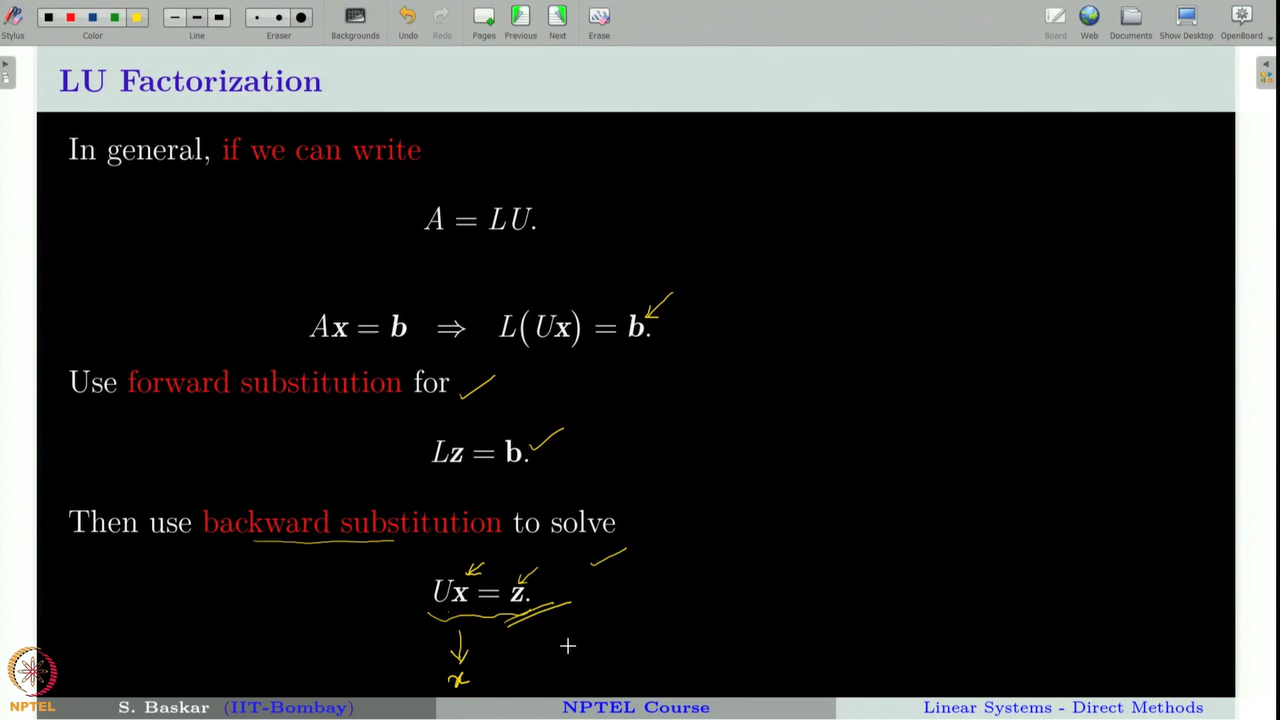 Stylus Color Line Eraser Backgrounds Undo Redo Pages Previous Next Erase Board Web Documents Show Desktop OpenBoard
LU Factorization
In general, if we can write
A = LU.
Ax = b ⇒ L(Ux) = b.
Use forward substitution for
Lz = b.
Then use backward substitution to solve
Ux = z.
x
NPTEL
S. Baskar (IIT-Bombay) NPTEL Course Linear Systems - Direct Methods